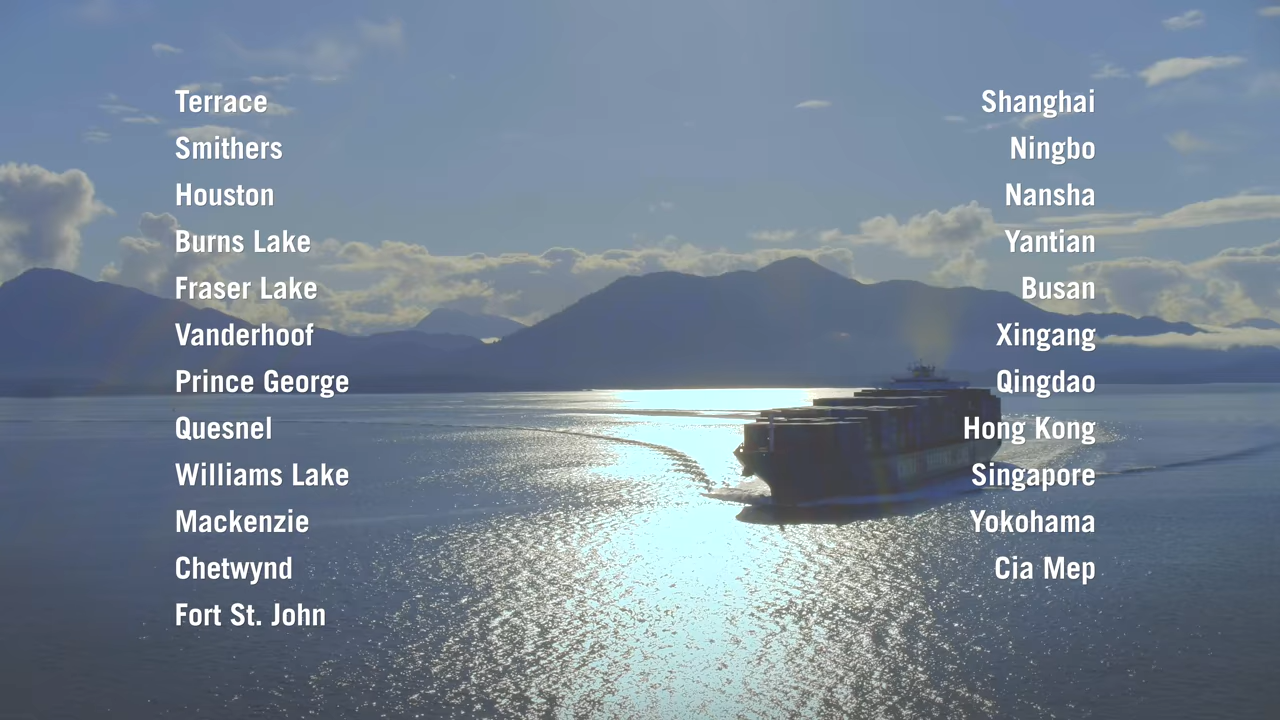 Terrace
Smithers
Houston
Burns Lake
Fraser Lake
Vanderhoof
Prince George
Quesnel
Williams Lake
Mackenzie
Chetwynd
Fort St. John
Shanghai
Ningbo
Nansha
Yantian
Busan
Xingang
Qingdao
Hong Kong
Singapore
Yokohama
Cia Mep